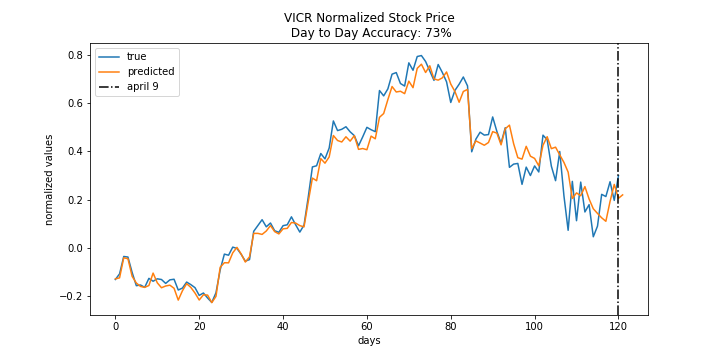 VICR Normalized Stock Price
Day to Day Accuracy: 73%
true
predicted
april 9
normalized values
0.8
0.6
0.4
0.2
0.0
−0.2
0 20 40 60 80 100 120
days